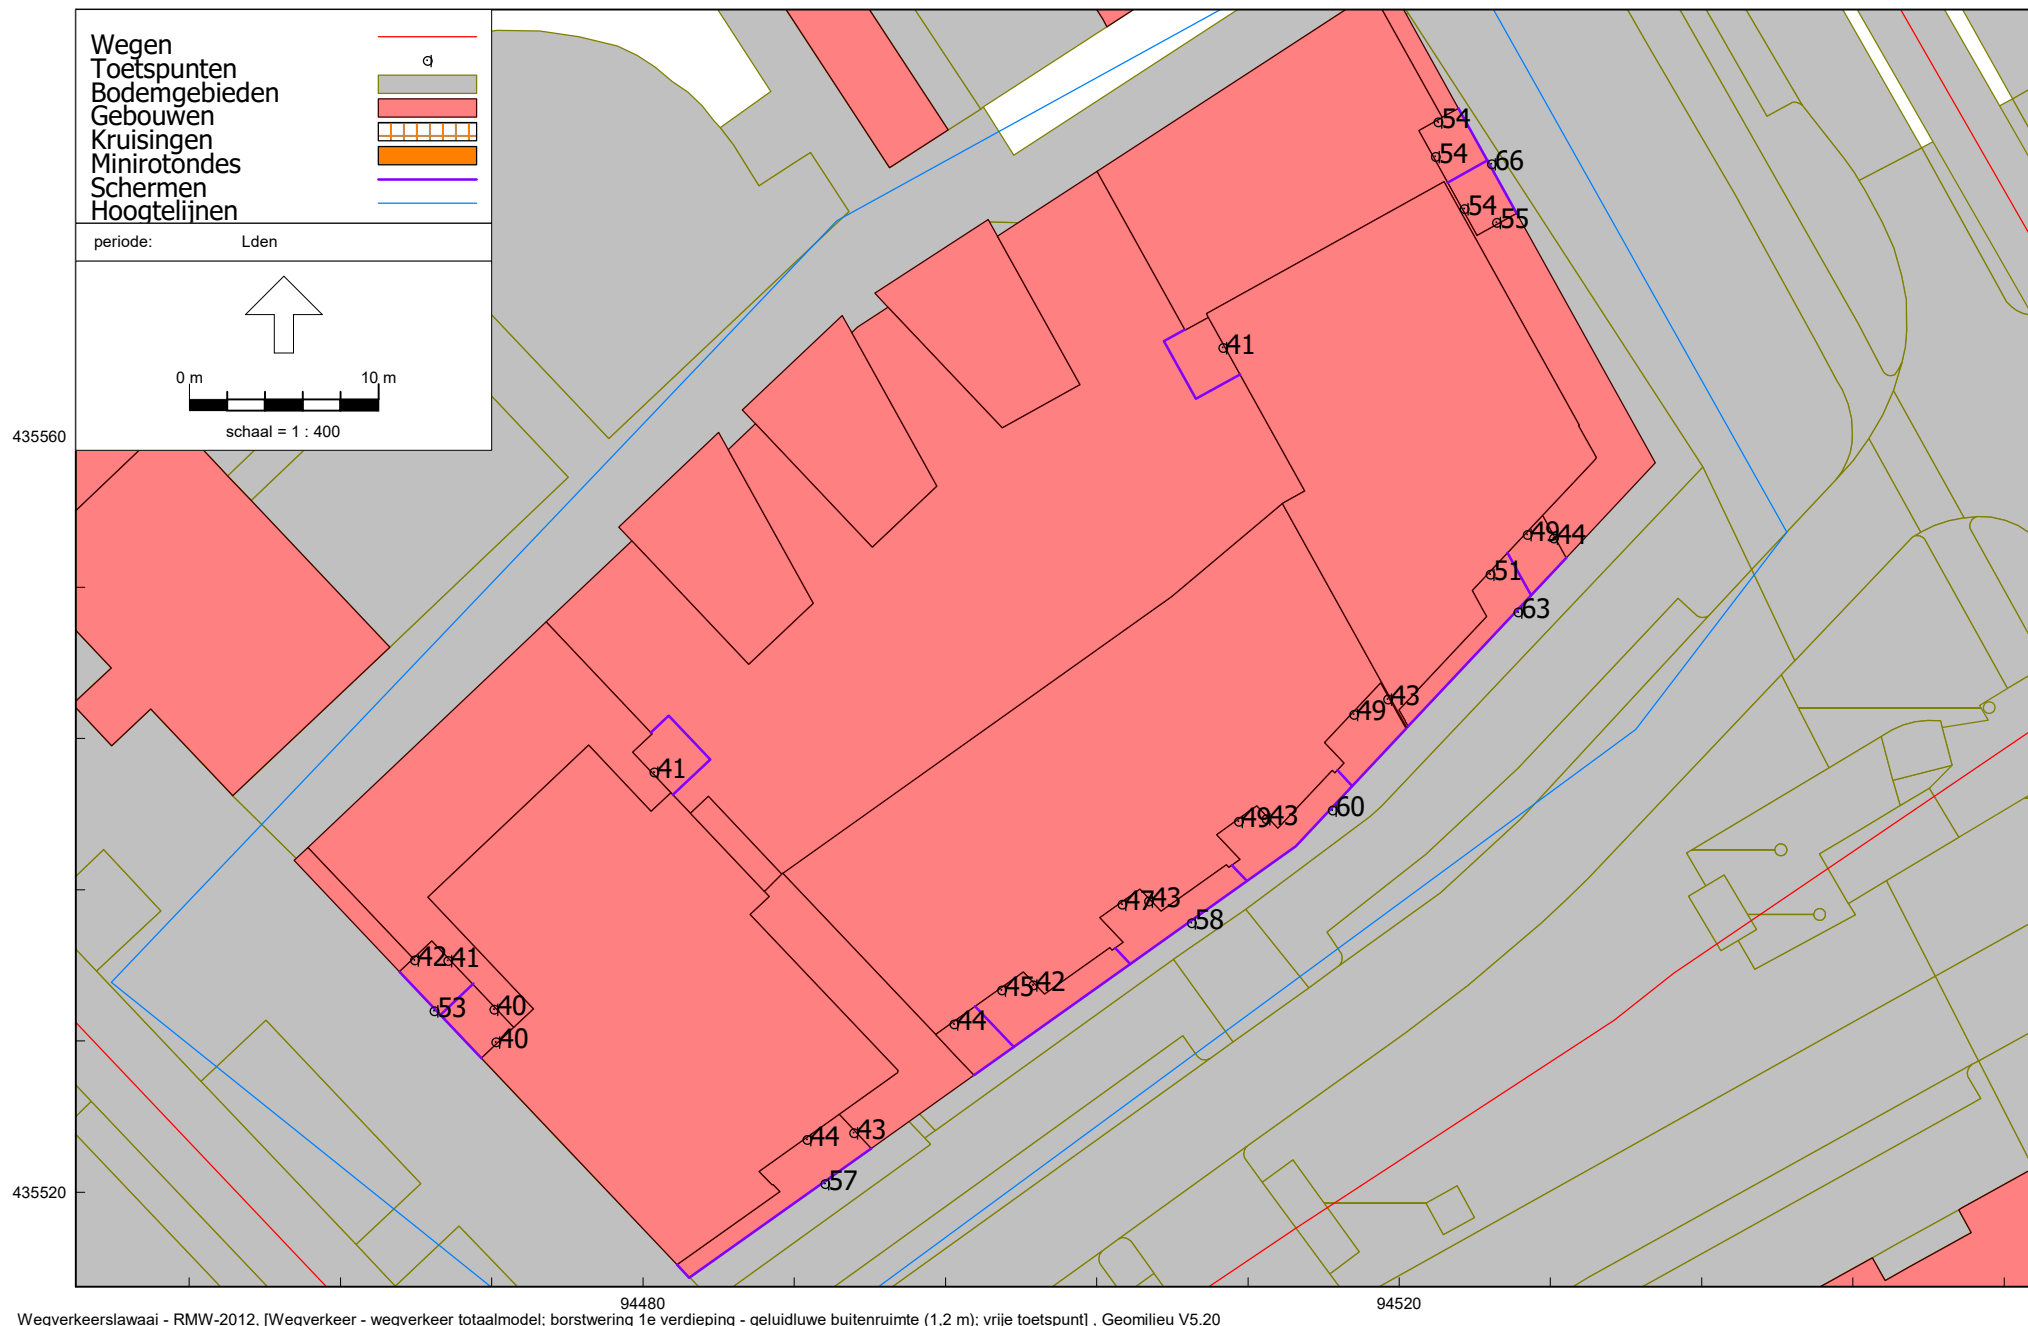 Wegen
Toetspunten
Bodemgebieden
Gebouwen
Kruisingen
Minirotondes
Schermen
Hoogtelijnen
periode: Lden
0 m 10 m
schaal = 1 : 400
54
54
66
54
55
41
435560
49
44
51
63
43
49
41
60
49
43
47
43
58
42
41
45
42
53
40
44
40
44
43
57
435520
94480 94520
Wegverkeerslawaai - RMW-2012, [Wegverkeer - wegverkeer totaalmodel; borstwering 1e verdieping - geluidluwe buitenruimte (1,2 m); vrije toetspunt] , Geomilieu V5.20